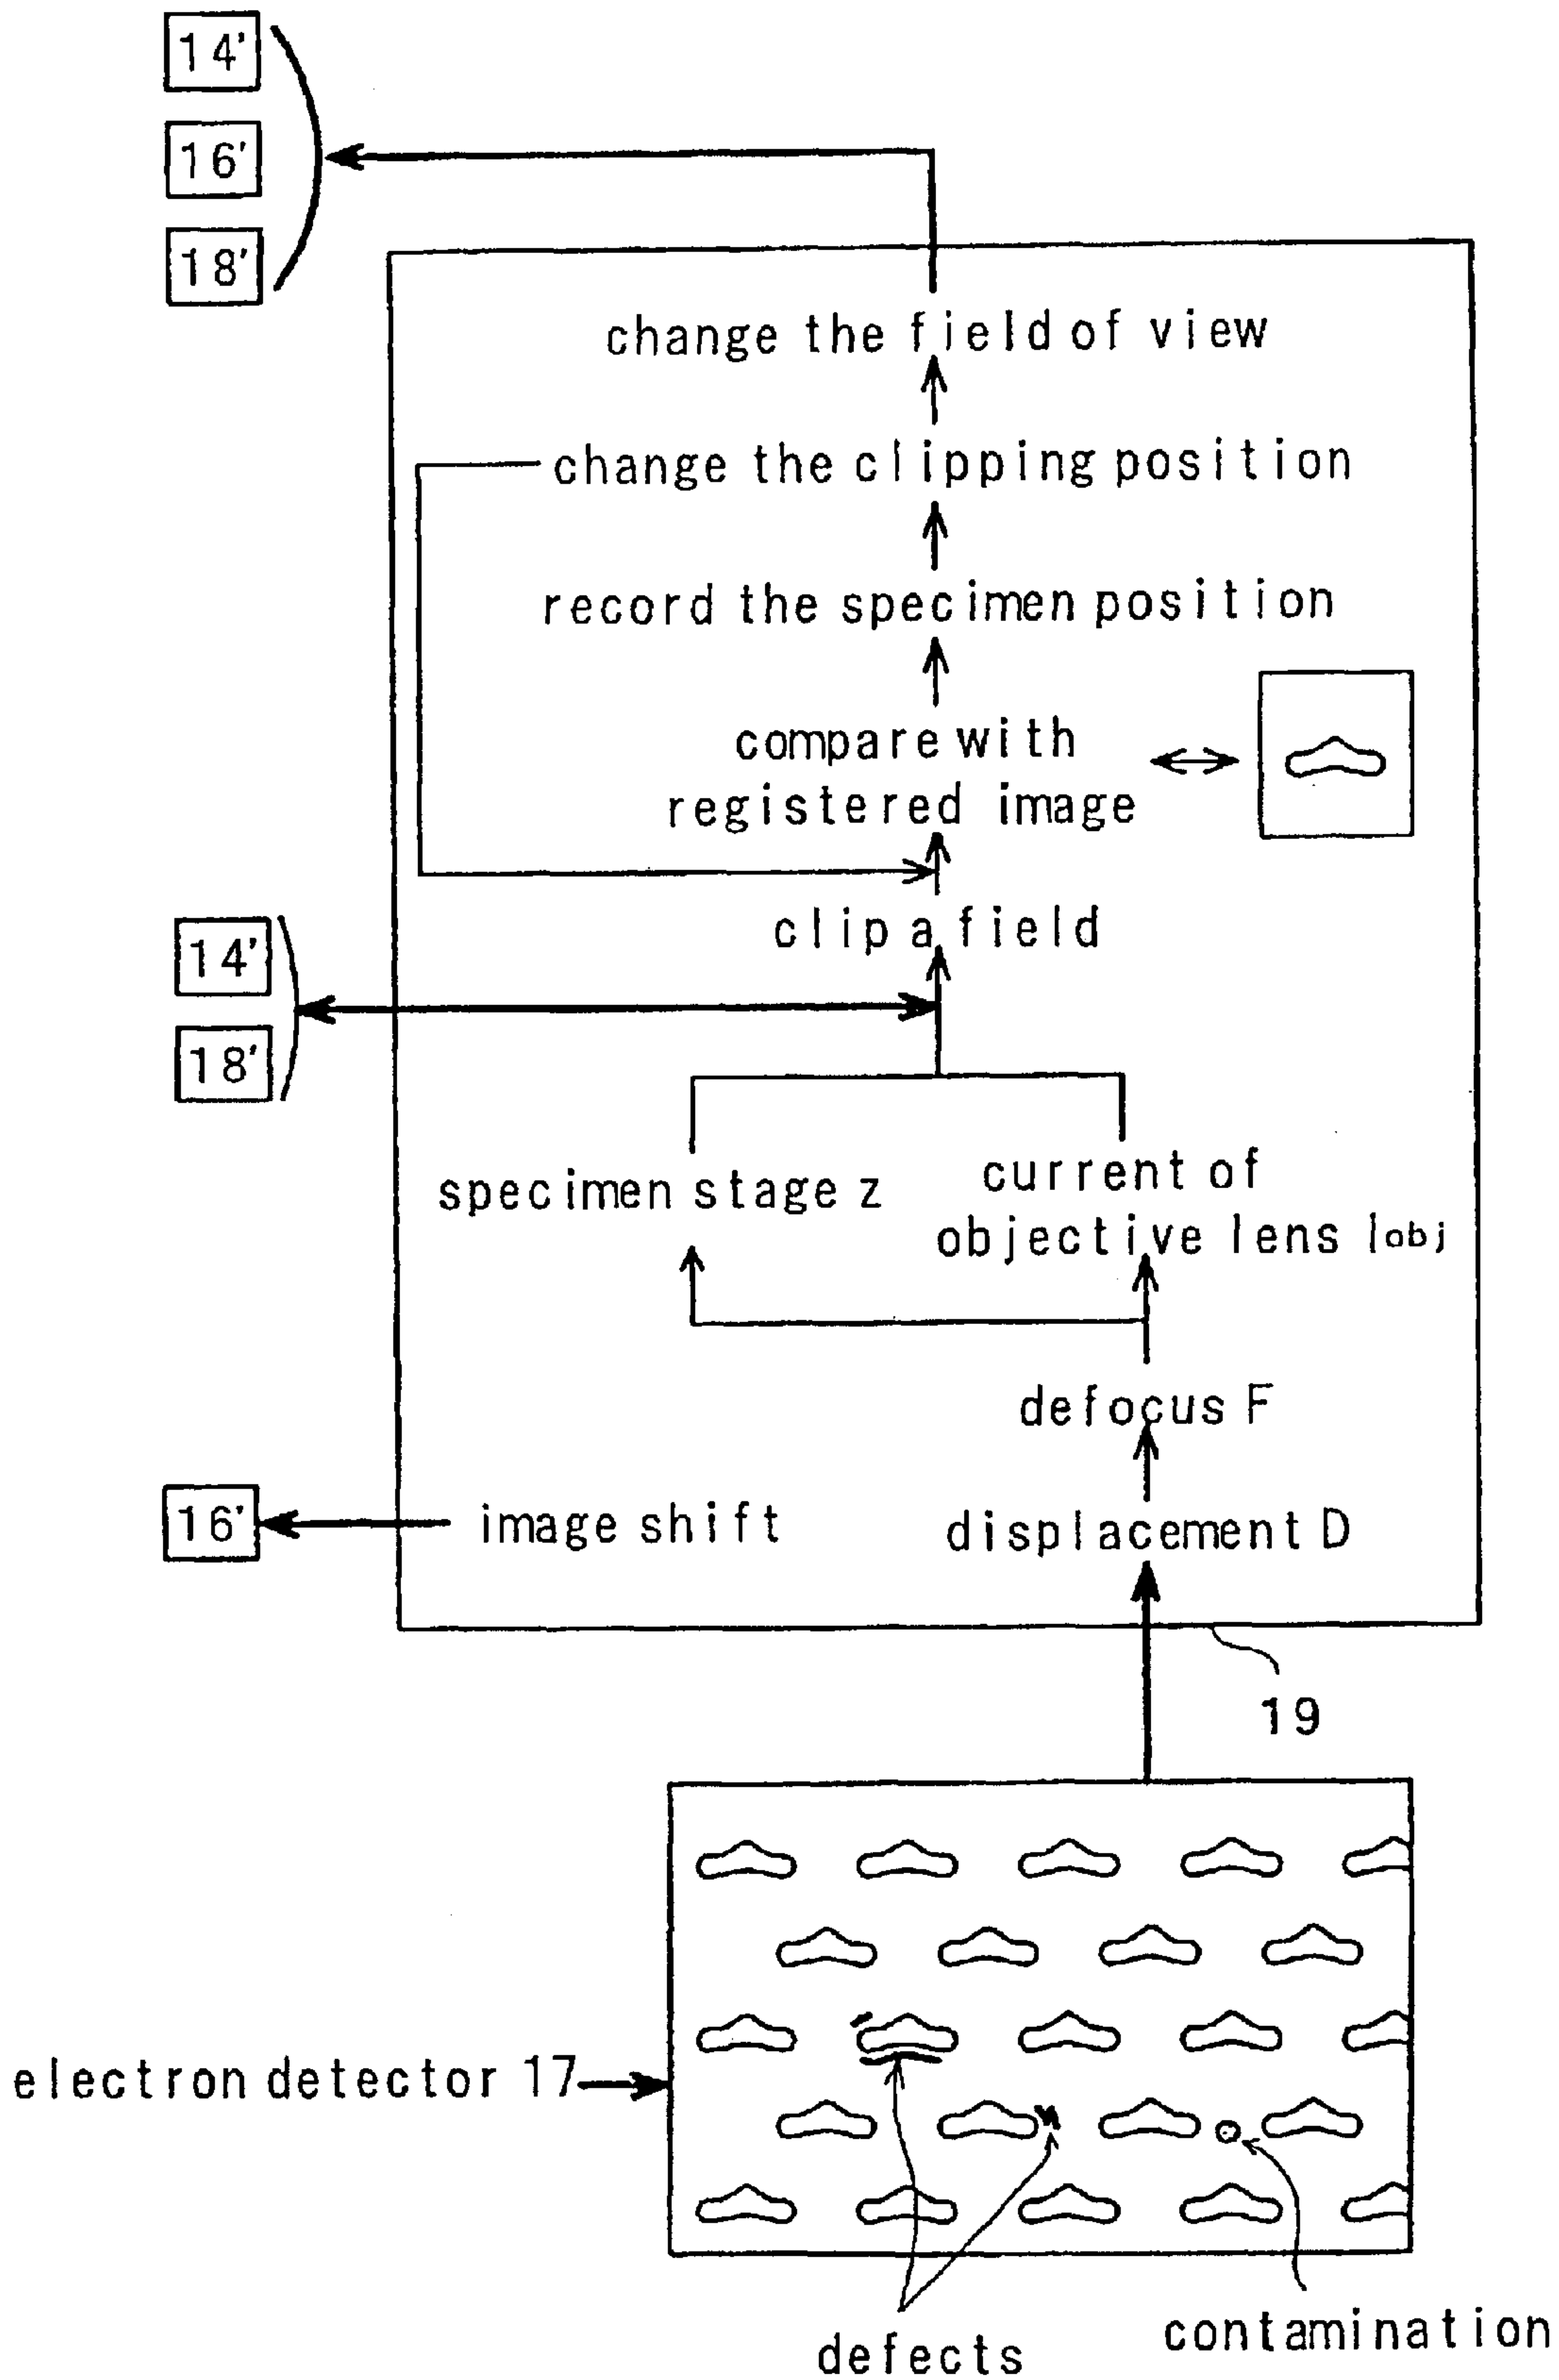 14'
16'
18'
change the field of view
change the clipping position
record the specimen position
compare with
registered image
clip a field
14'
18'
specimen stage z
current of
objective lens Iobj
defocus F
16'
image shift
displacement D
19
electron detector 17
defects
contamination